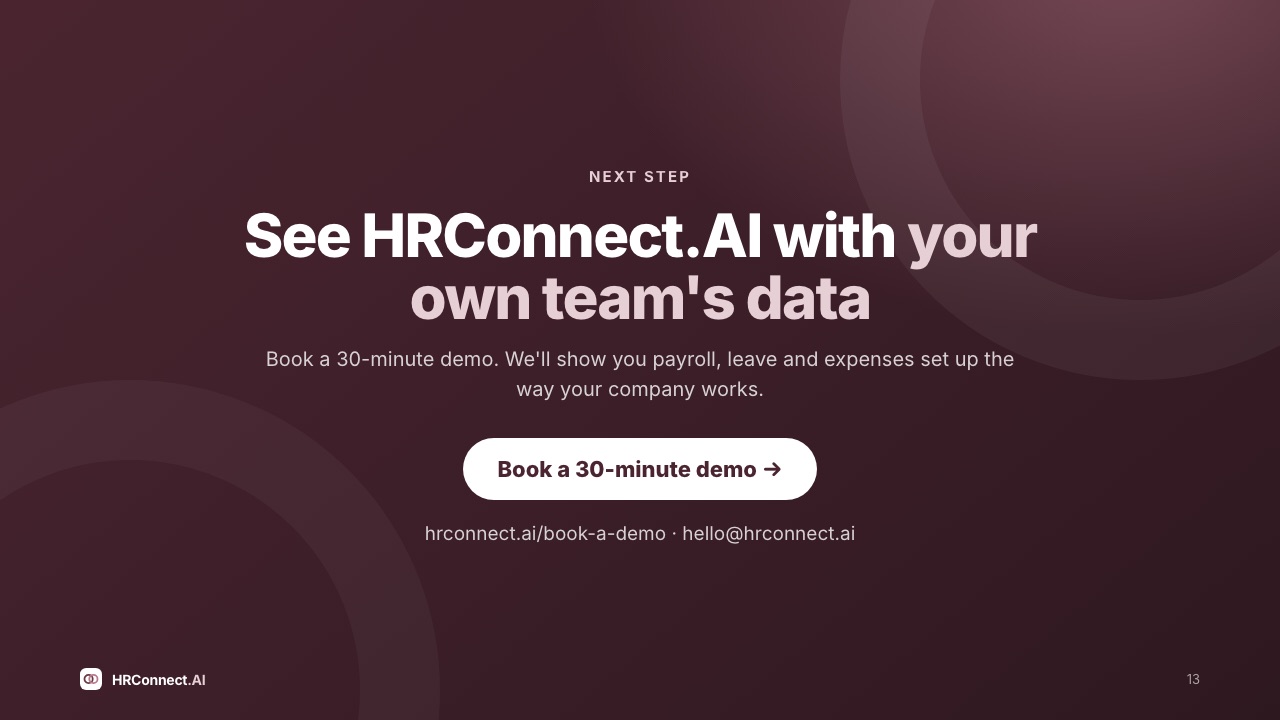 NEXT STEP
See HRConnect.AI with your
own team's data
Book a 30-minute demo. We'll show you payroll, leave and expenses set up the
way your company works.
Book a 30-minute demo →
hrconnect.ai/book-a-demo · hello@hrconnect.ai
HRConnect.AI
13